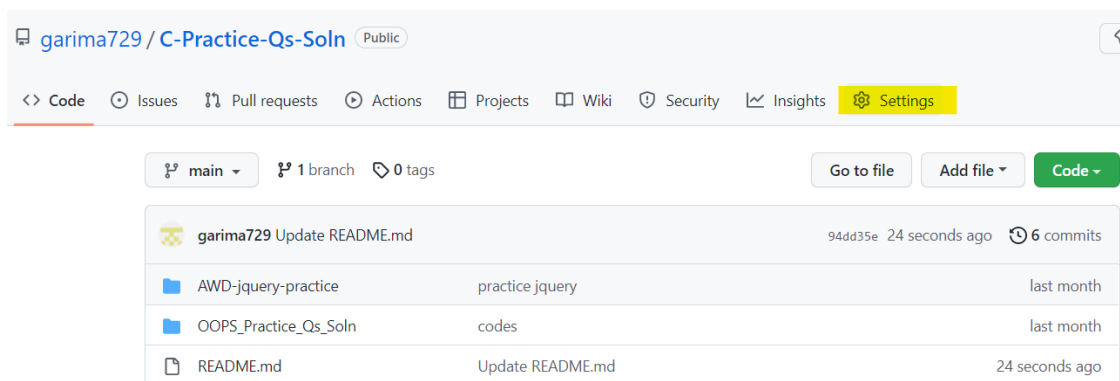 garima729 / C-Practice-Qs-Soln Public
Code Issues Pull requests Actions Projects Wiki Security Insights Settings
main 1 branch 0 tags Go to file Add file Code
garima729 Update README.md 94dd35e 24 seconds ago 6 commits
AWD-jquery-practice practice jquery last month
OOPS_Practice_Qs_Soln codes last month
README.md Update README.md 24 seconds ago